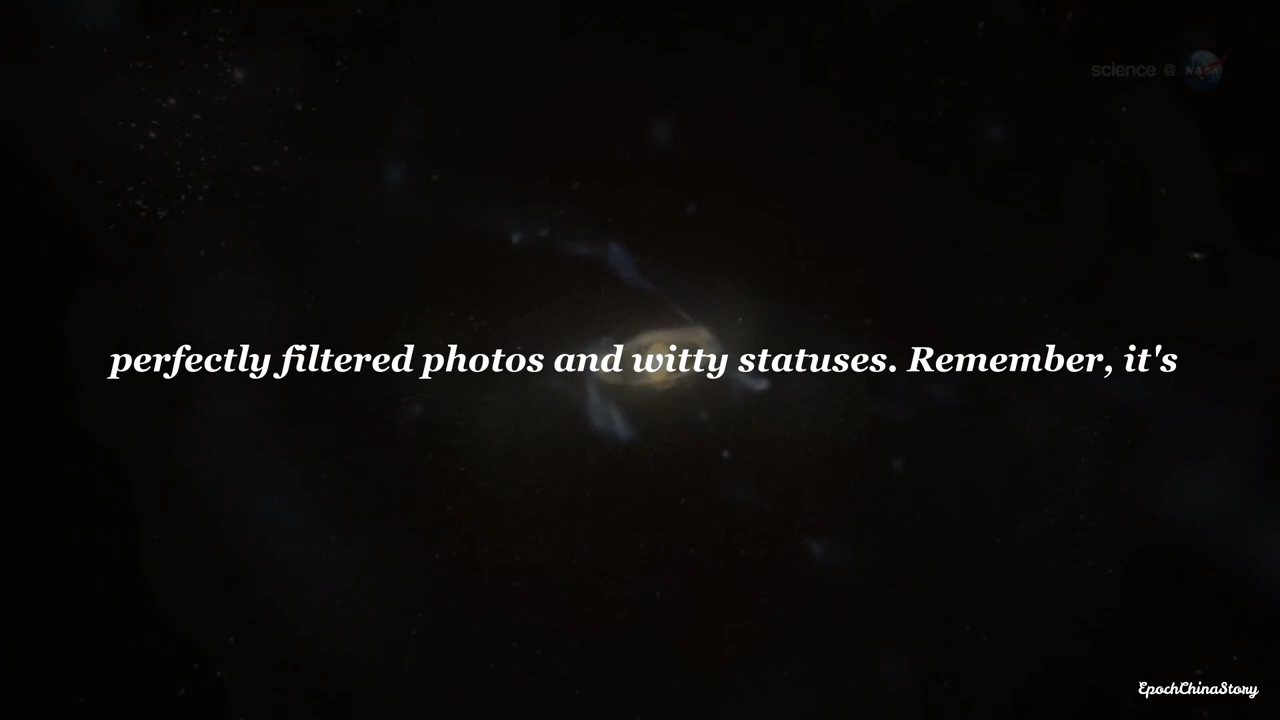 science @ NASA
perfectly filtered photos and witty statuses. Remember, it's
EpochChinaStory